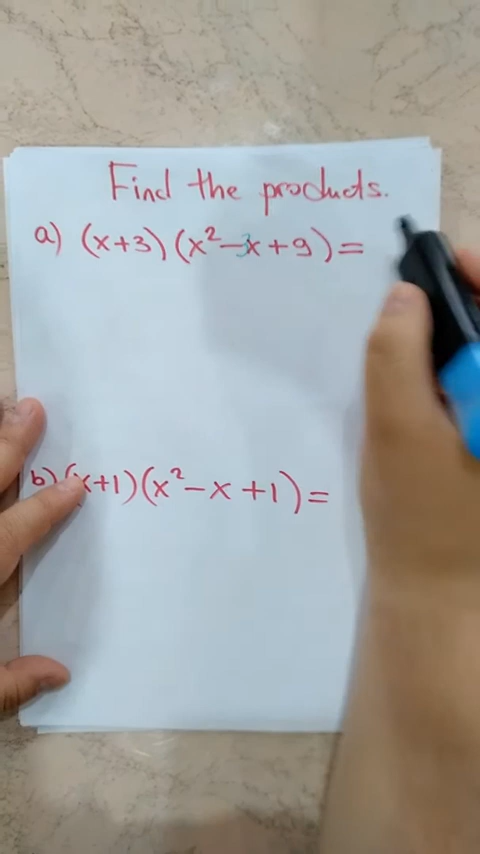 Find the products.
a) (x+3)(x²-3x+9)=
b) (x+1)(x²-x+1)=